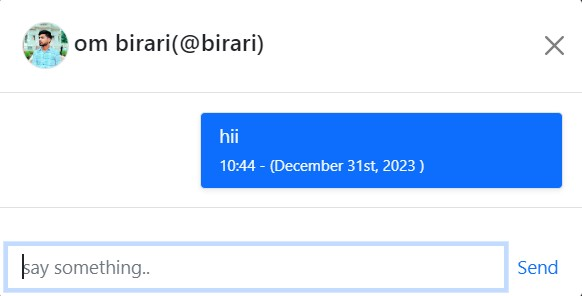 om birari(@birari)
hii
10:44 - (December 31st, 2023 )
say something..
Send